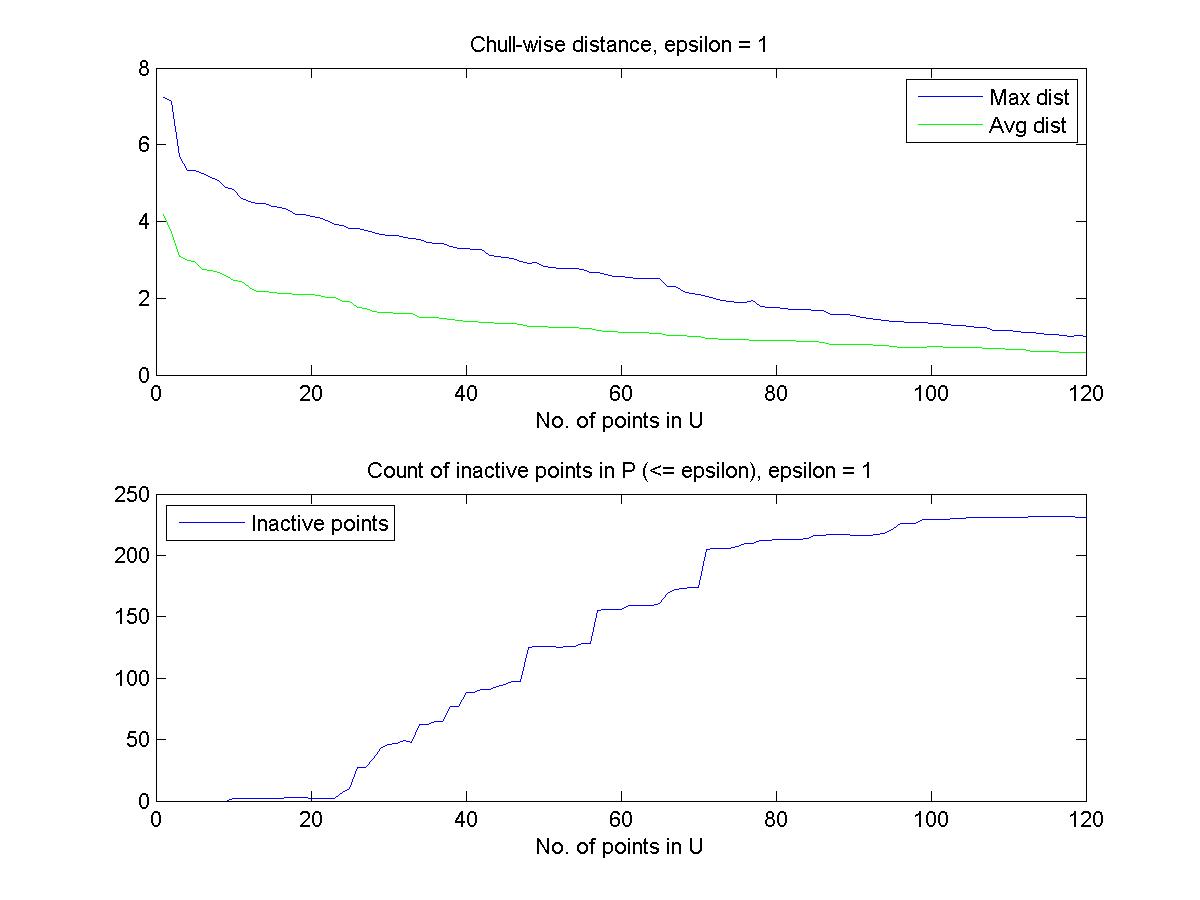 Chull-wise distance, epsilon = 1
8
6
4
2
0
Max dist
Avg dist
0 20 40 60 80 100 120
No. of points in U
Count of inactive points in P (<= epsilon), epsilon = 1
250
200
150
100
50
0
Inactive points
0 20 40 60 80 100 120
No. of points in U